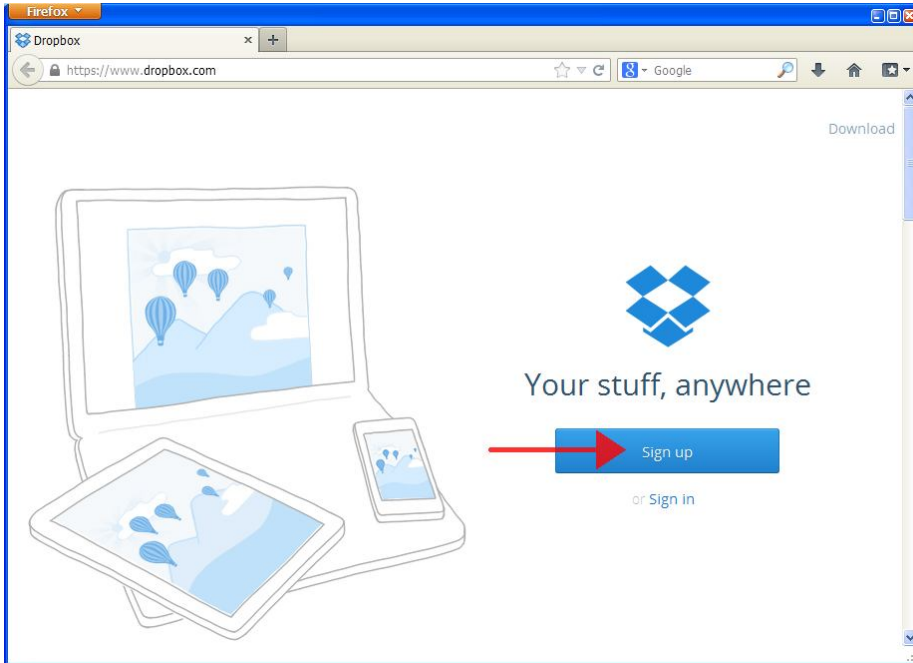 Firefox
Dropbox
https://www.dropbox.com
Google
Download
Your stuff, anywhere
Sign up
or Sign in